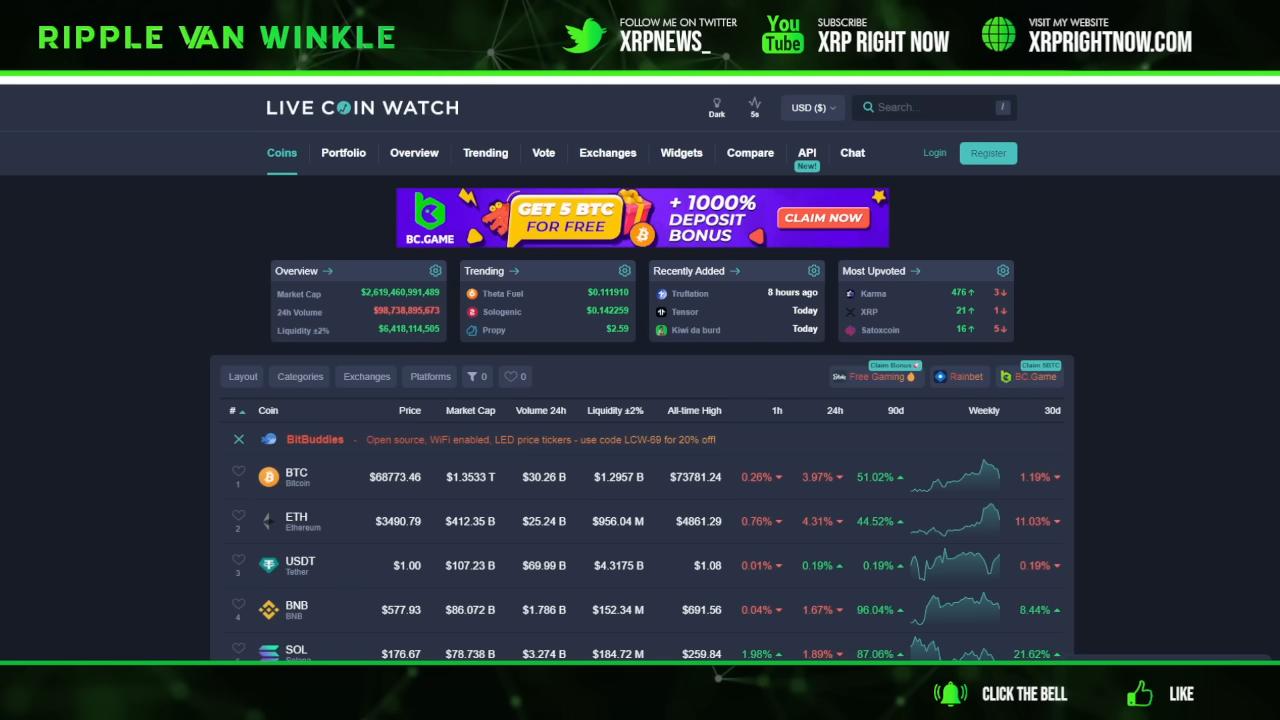 RIPPLE VAN WINKLE
FOLLOW ME ON TWITTER
XRPNEWS_
You
Tube
SUBSCRIBE
XRP RIGHT NOW
VISIT MY WEBSITE
XRPRIGHTNOW.COM
LIVE COIN WATCH
Dark
5s
USD ($)
Search...
/
Coins Portfolio Overview Trending Vote Exchanges Widgets Compare API Chat Login Register
New!
BC.GAME
GET 5 BTC
FOR FREE
+ 1000%
DEPOSIT
BONUS
CLAIM NOW
Overview
Market Cap $2,619,460,991,489
24h Volume $98,738,895,673
Liquidity ±2% $6,418,114,505
Trending
Theta Fuel $0.111910
Sologenic $0.142259
Propy $2.59
Recently Added
Truflation 8 hours ago
Tensor Today
Kiwi da burd Today
Most Upvoted
Karma 476 3
XRP 21 1
Satoxcoin 16 5
Layout Categories Exchanges Platforms 0 0
Claim Bonus
Free Gaming
Rainbet
Claim 5BTC
BC.Game
# Coin Price Market Cap Volume 24h Liquidity ±2% All-time High 1h 24h 90d Weekly 30d
BitBuddies - Open source, WiFi enabled, LED price tickers - use code LCW-69 for 20% off!
1 BTC $68773.46 $1.3533 T $30.26 B $1.2957 B $73781.24 0.26% 3.97% 51.02% 1.19%
Bitcoin
2 ETH $3490.79 $412.35 B $25.24 B $956.04 M $4861.29 0.76% 4.31% 44.52% 11.03%
Ethereum
3 USDT $1.00 $107.23 B $69.99 B $4.3175 B $1.08 0.01% 0.19% 0.19% 0.19%
Tether
4 BNB $577.93 $86.072 B $1.786 B $152.34 M $691.56 0.04% 1.67% 96.04% 8.44%
BNB
SOL $176.67 $78.738 B $3.274 B $184.72 M $259.84 1.98% 1.89% 87.06% 21.62%
CLICK THE BELL
LIKE